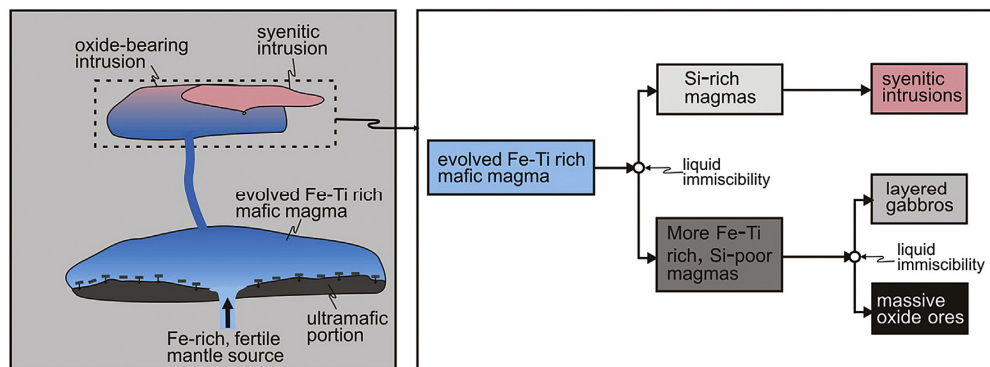 oxide-bearing
intrusion
syenitic
intrusion
evolved Fe-Ti rich
mafic magma
ultramafic
portion
Fe-rich, fertile
mantle source
evolved Fe-Ti rich
mafic magma
liquid
immiscibility
Si-rich
magmas
syenitic
intrusions
More Fe-Ti
rich, Si-poor
magmas
layered
gabbros
liquid
immiscibility
massive
oxide ores